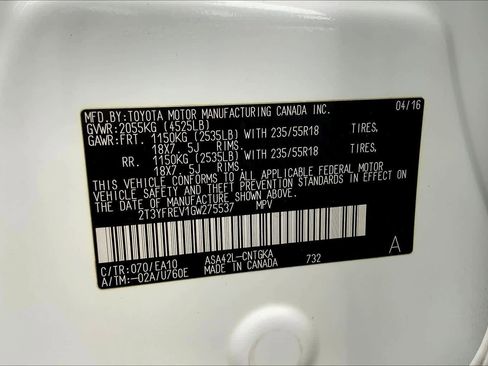 MFD.BY:TOYOTA MOTOR MANUFACTURING CANADA INC. 04/16
GVWR:2055KG (4525LB)
GAWR:FRT. 1150KG (2535LB) WITH 235/55R18 TIRES,
18X7. 5J RIMS.
RR. 1150KG (2535LB) WITH 235/55R18 TIRES,
18X7. 5J RIMS.
THIS VEHICLE CONFORMS TO ALL APPLICABLE FEDERAL MOTOR
VEHICLE SAFETY AND THEFT PREVENTION STANDARDS IN EFFECT ON
THE DATE OF MANUFACTURE SHOWN ABOVE.
2T3YFREV1GW275537 MPV
C/TR:070/EA10 ASA42L-CNTGKA A
A/TM:-02A/U760E MADE IN CANADA 732